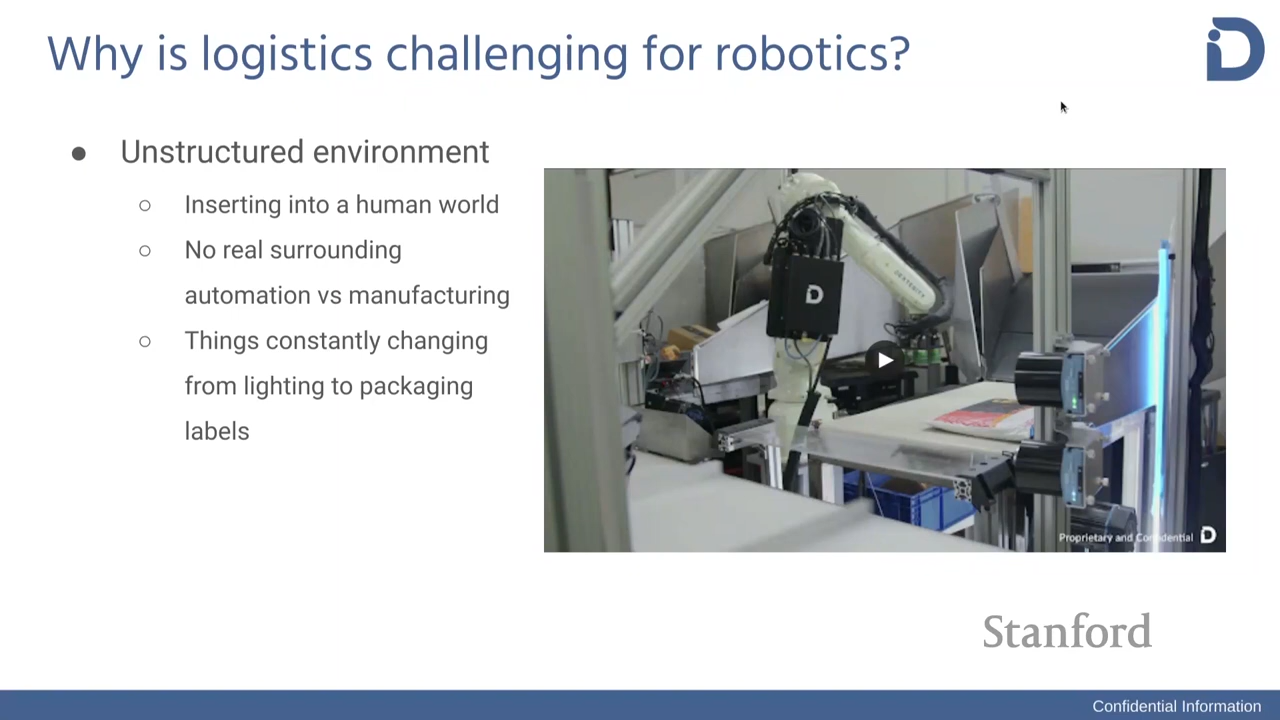 Why is logistics challenging for robotics?
● Unstructured environment
○ Inserting into a human world
○ No real surrounding
automation vs manufacturing
○ Things constantly changing
from lighting to packaging
labels
DEXTERITY
D
Proprietary and Confidential D
Stanford
Confidential Information